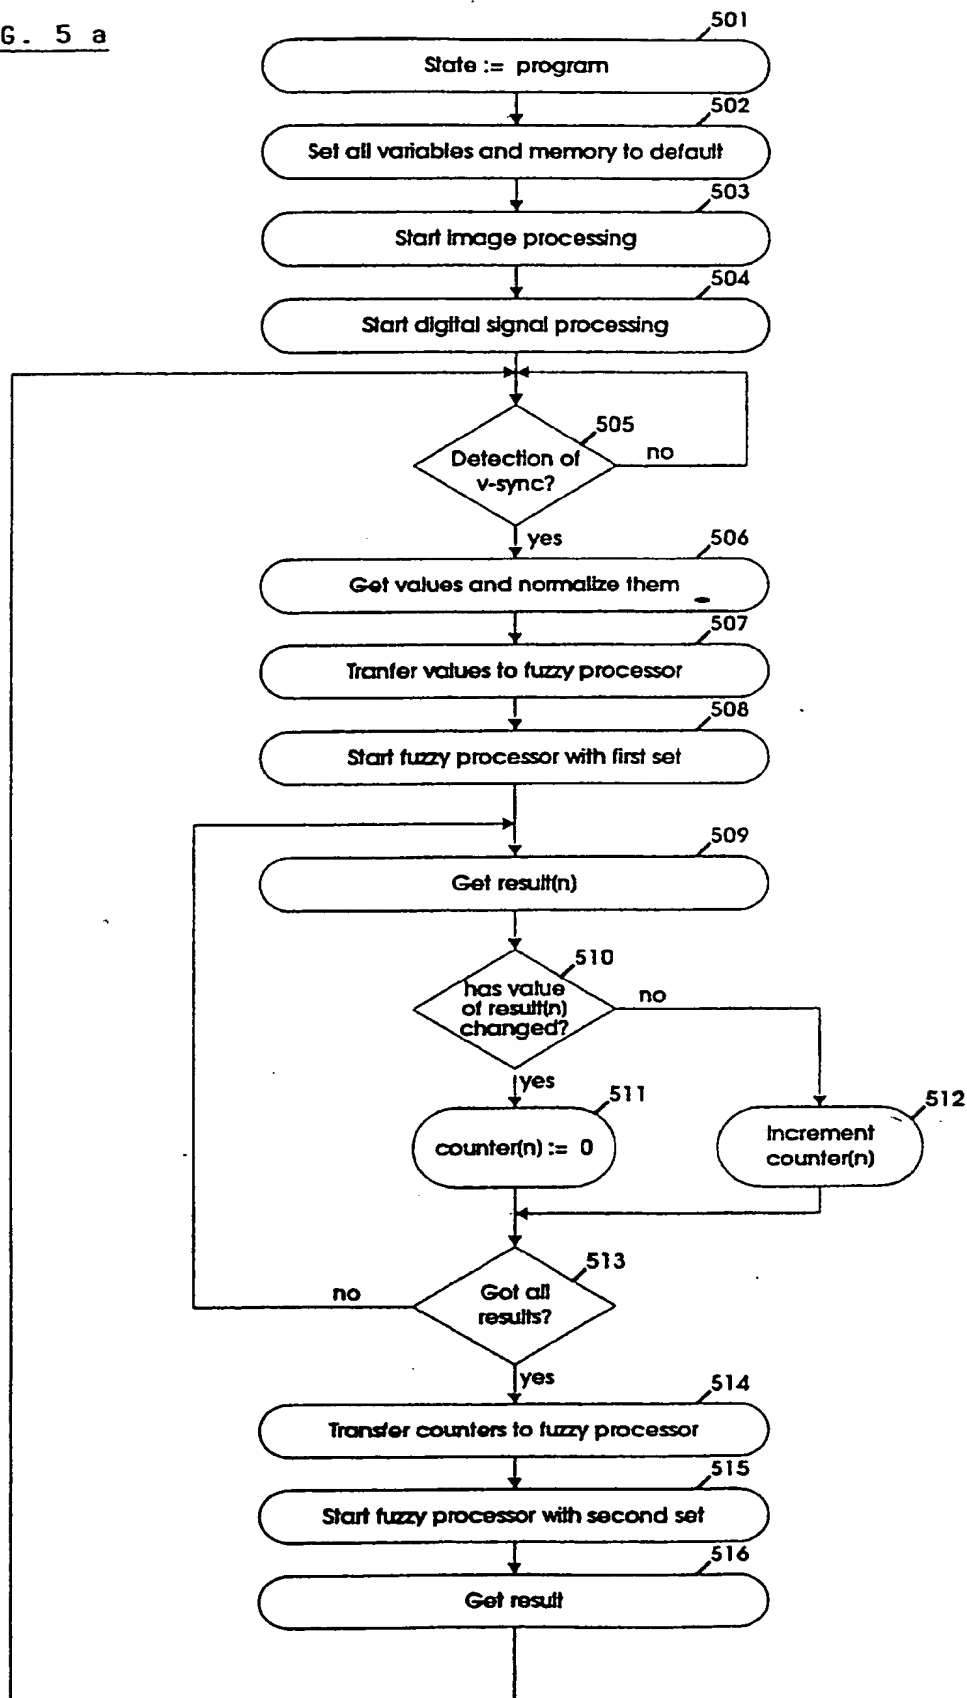 G. 5 a
501
State := program
502
Set all variables and memory to default
503
Start image processing
504
Start digital signal processing
505
Detection of
v-sync?
no
yes
506
Get values and normalize them
507
Tranfer values to fuzzy processor
508
Start fuzzy processor with first set
509
Get result(n)
510
has value
of result(n)
changed?
no
yes
511
counter(n) := 0
512
Increment
counter(n)
513
Got all
results?
no
yes
514
Transfer counters to fuzzy processor
515
Start fuzzy processor with second set
516
Get result